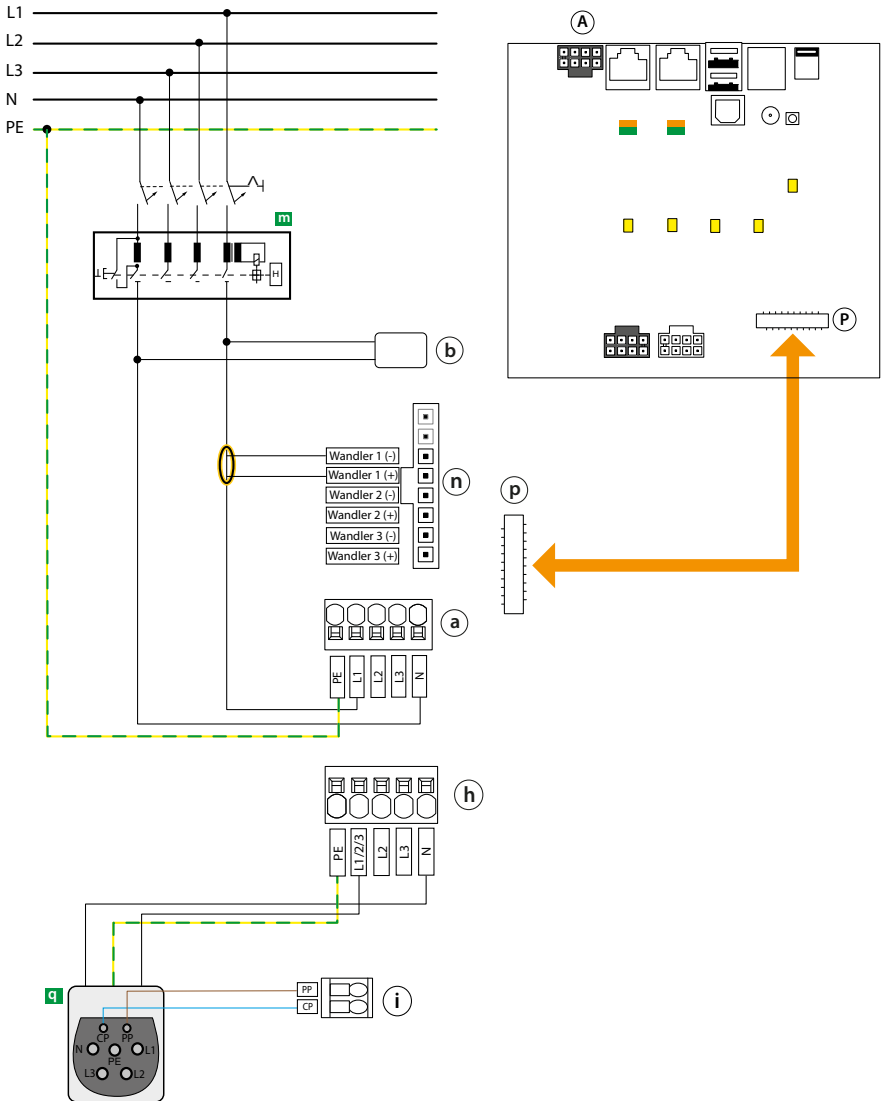 L1
L2
L3
N
PE
A
m
H
b
P
Wandler 1 (-)
Wandler 1 (+)
Wandler 2 (-)
Wandler 2 (+)
Wandler 3 (-)
Wandler 3 (+)
n
p
a
PE
L1
L2
L3
N
h
PE
L1/2/3
L2
L3
N
q
PP
CP
i
CP PP
N PE L1
L3 L2